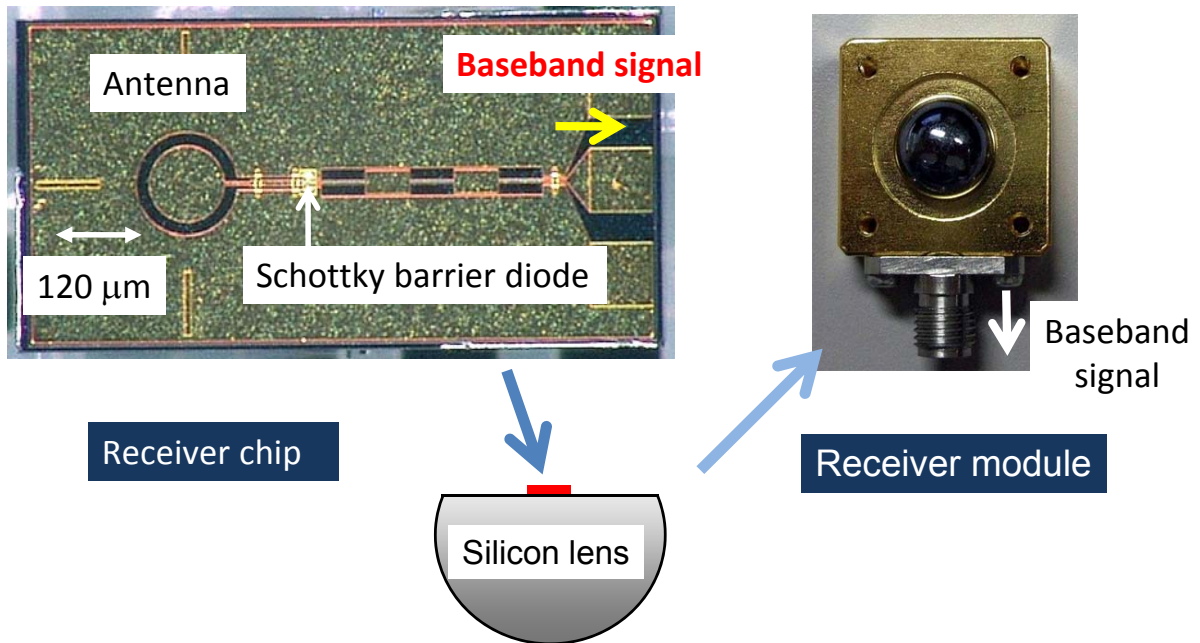 Antenna
Baseband signal
120 μm
Schottky barrier diode
Baseband
signal
Receiver chip
Receiver module
Silicon lens